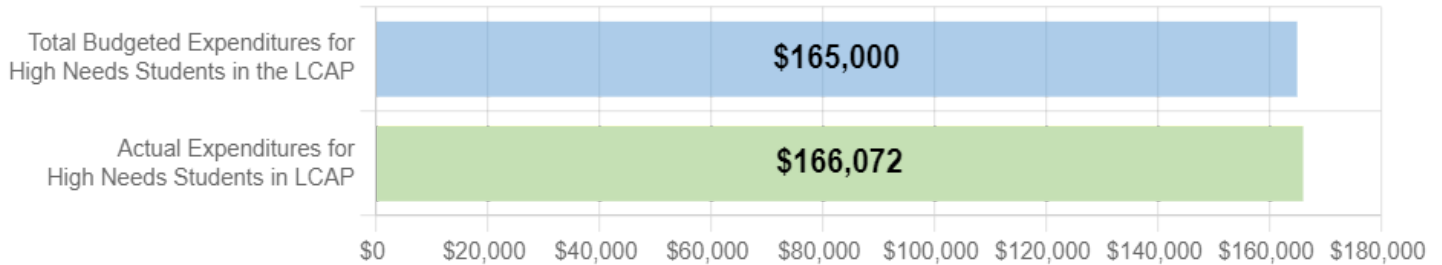 Total Budgeted Expenditures for
High Needs Students in the LCAP
$165,000
Actual Expenditures for
High Needs Students in LCAP
$166,072
$0 $20,000 $40,000 $60,000 $80,000 $100,000 $120,000 $140,000 $160,000 $180,000